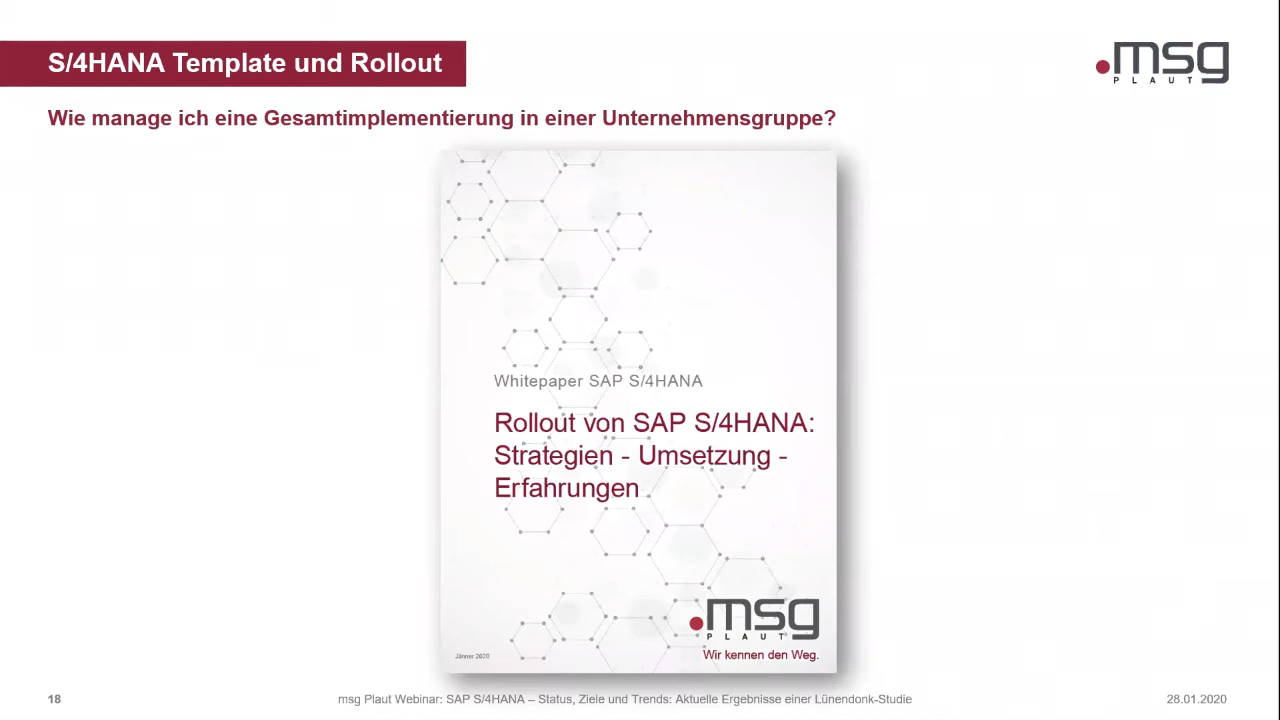 S/4HANA Template und Rollout
.msg
PLAUT
Wie manage ich eine Gesamtimplementierung in einer Unternehmensgruppe?
Whitepaper SAP S/4HANA
Rollout von SAP S/4HANA:
Strategien - Umsetzung -
Erfahrungen
.msg
PLAUT
Wir kennen den Weg.
Jänner 2020
18
msg Plaut Webinar: SAP S/4HANA – Status, Ziele und Trends: Aktuelle Ergebnisse einer Lünendonk-Studie
28.01.2020